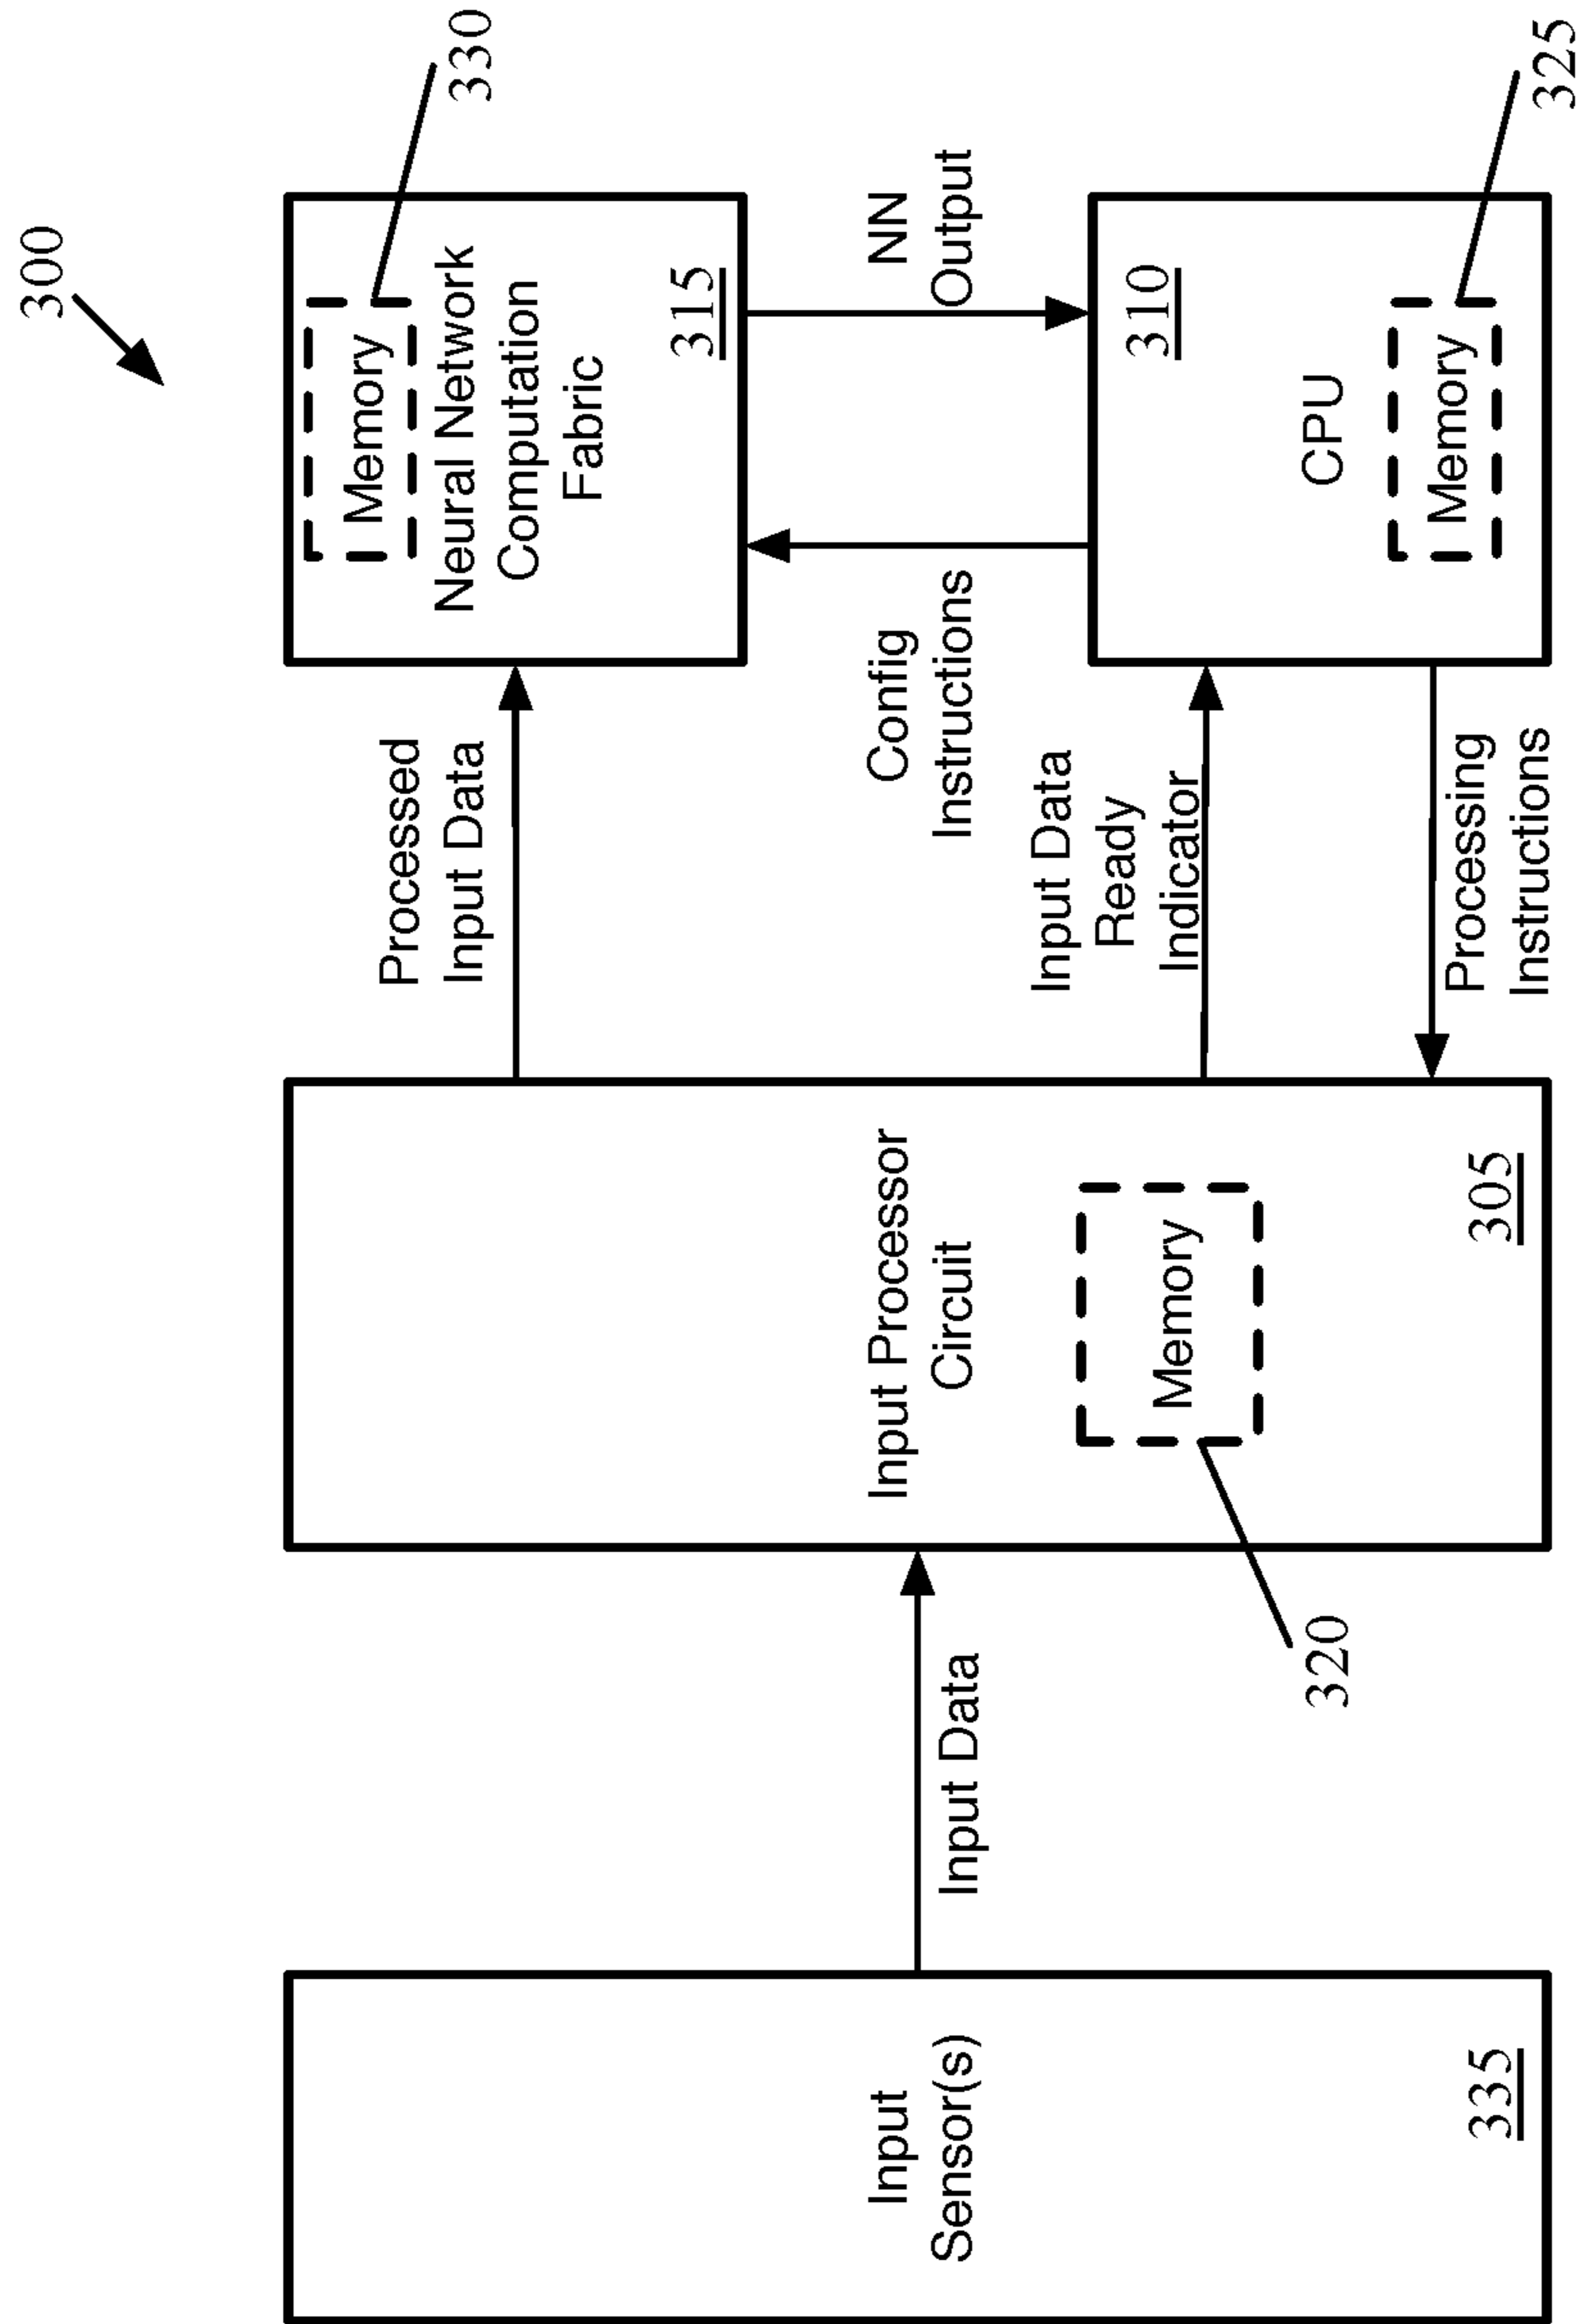 300
Input
Sensor(s)
335
Input Data
Input Processor
Circuit
Memory
320
305
Processed
Input Data
Input Data
Ready
Indicator
Processing
Instructions
Memory
330
Neural Network
Computation
Fabric
315
Config
Instructions
NN
Output
310
CPU
Memory
325